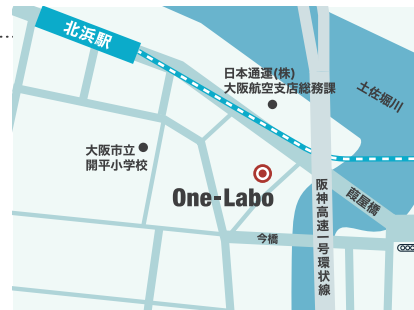 北浜駅
日本通運(株)
大阪航空支店総務課
土佐堀川
大阪市立
開平小学校
One-Labo
阪神高速一号環状線
葭屋橋
今橋